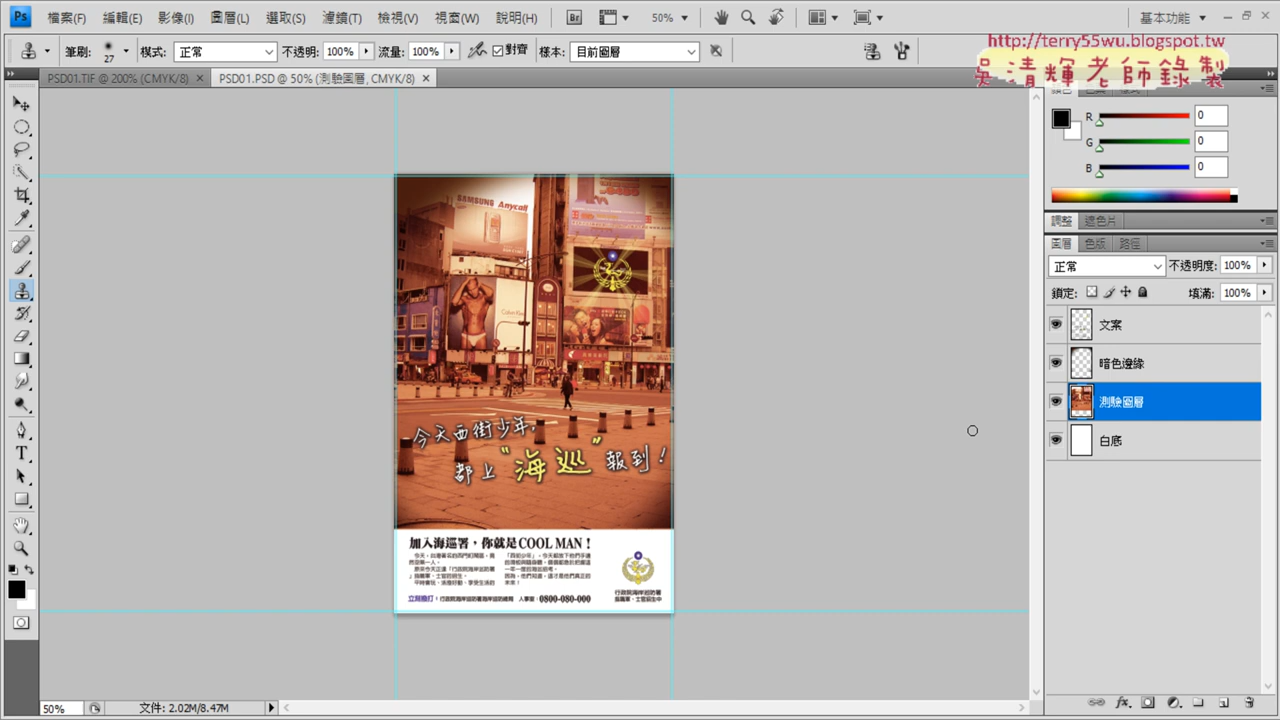 檔案(F) 編輯(E) 影像(I) 圖層(L) 選取(S) 濾鏡(T) 檢視(V) 視窗(W) 說明(H) Br 50% 基本功能
筆刷: 27 模式: 正常 不透明: 100% 流量: 100% 對齊 樣本: 目前圖層
http://terry55wu.blogspot.tw
吳清輝老師錄製
PSD01.TIF @ 200% (CMYK/8) × PSD01.PSD @ 50% (測驗圖層, CMYK/8) ×
R 0
G 0
B 0
調整 遮色片
圖層 色版 路徑
正常 不透明度: 100%
鎖定: 填滿: 100%
文案
暗色邊緣
測驗圖層
白底
SAMSUNG Anycall
今天西街少年,
都上"海巡"報到!
加入海巡署,你就是COOL MAN!
立刻撥打! 人事室: 0800-080-000
50% 文件: 2.02M/8.47M